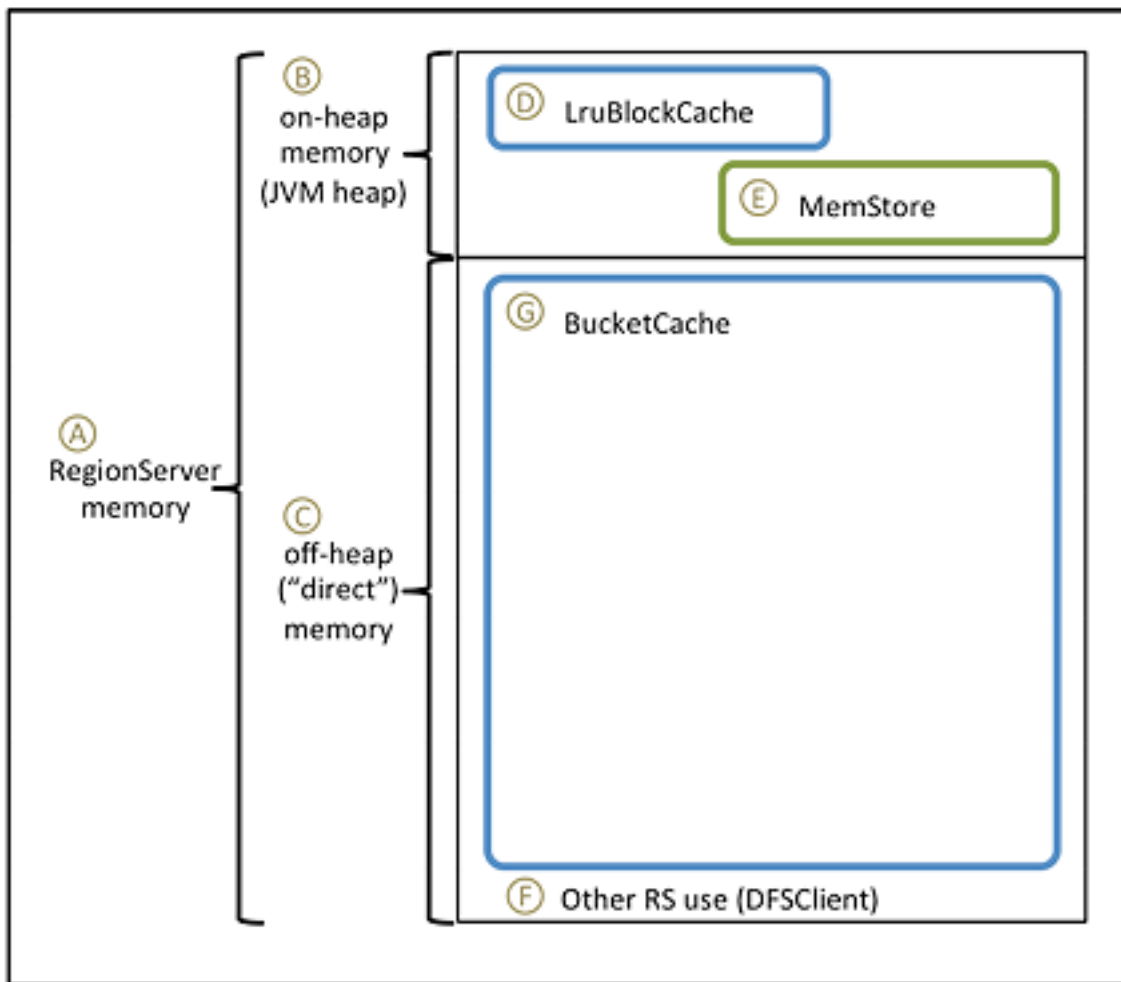 A
RegionServer
memory
B
on-heap
memory
(JVM heap)
C
off-heap
(“direct”)
memory
D LruBlockCache
E MemStore
G BucketCache
F Other RS use (DFSClient)